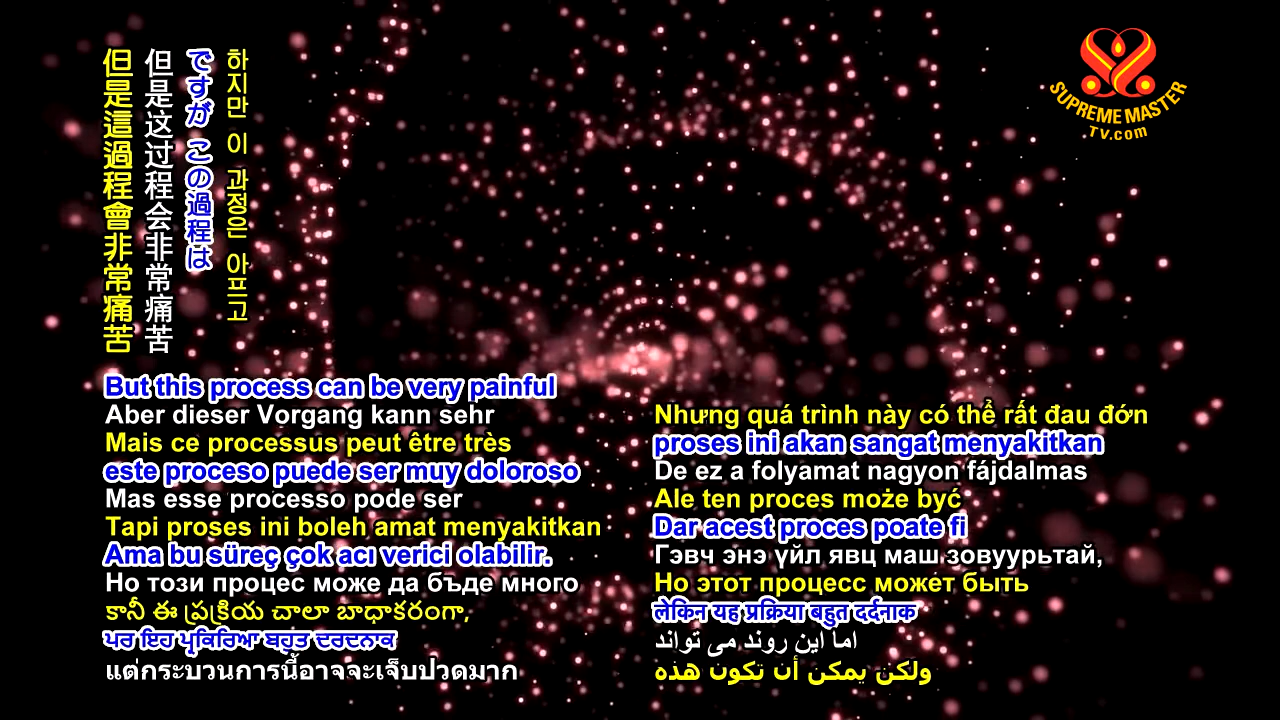 但是這過程會非常痛苦
但是这过程会非常痛苦
ですが この過程は
하지만 이 과정은 아프고
SUPREME MASTER
TV.com
But this process can be very painful
Aber dieser Vorgang kann sehr
Mais ce processus peut être très
este proceso puede ser muy doloroso
Mas esse processo pode ser
Tapi proses ini boleh amat menyakitkan
Ama bu süreç çok acı verici olabilir.
Но този процес може да бъде много
కానీ ఈ ప్రక్రియ చాలా బాధాకరంగా,
ਪਰ ਇਹ ਪ੍ਰਕਿਰਿਆ ਬਹੁਤ ਦਰਦਨਾਕ
แต่กระบวนการนี้อาจจะเจ็บปวดมาก
Nhưng quá trình này có thể rất đau đớn
proses ini akan sangat menyakitkan
De ez a folyamat nagyon fájdalmas
Ale ten proces może być
Dar acest proces poate fi
Гэвч энэ үйл явц маш зовуурьтай,
Но этот процесс может быть
लेकिन यह प्रक्रिया बहुत दर्दनाक
اما این روند می تواند
ولكن يمكن أن تكون هذه